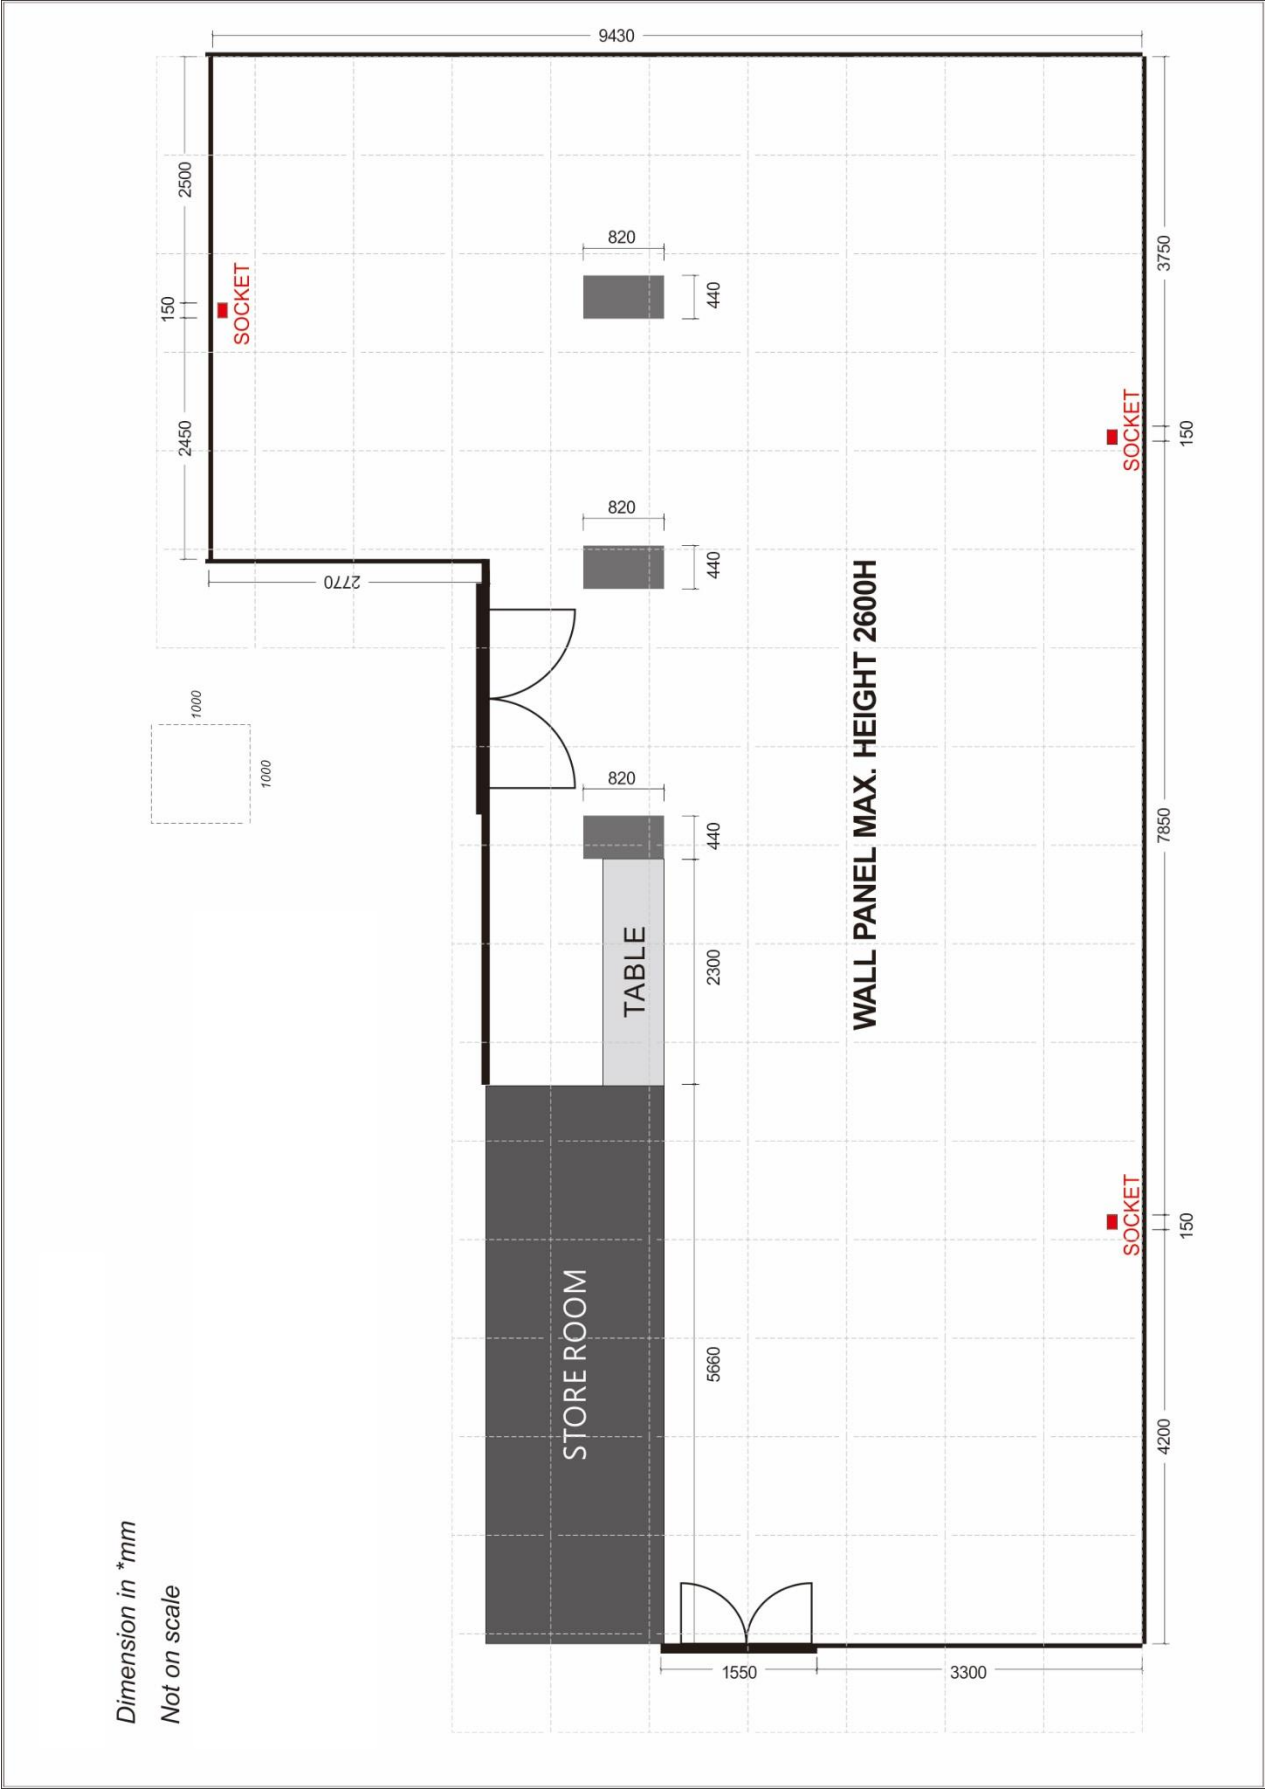 9430
2500
150
SOCKET
2450
2770
820
440
820
440
820
440
3750
150
SOCKET
1000
1000
WALL PANEL MAX. HEIGHT 2600H
7850
TABLE
2300
STORE ROOM
5660
150
SOCKET
4200
1550
3300
Dimension in *mm
Not on scale